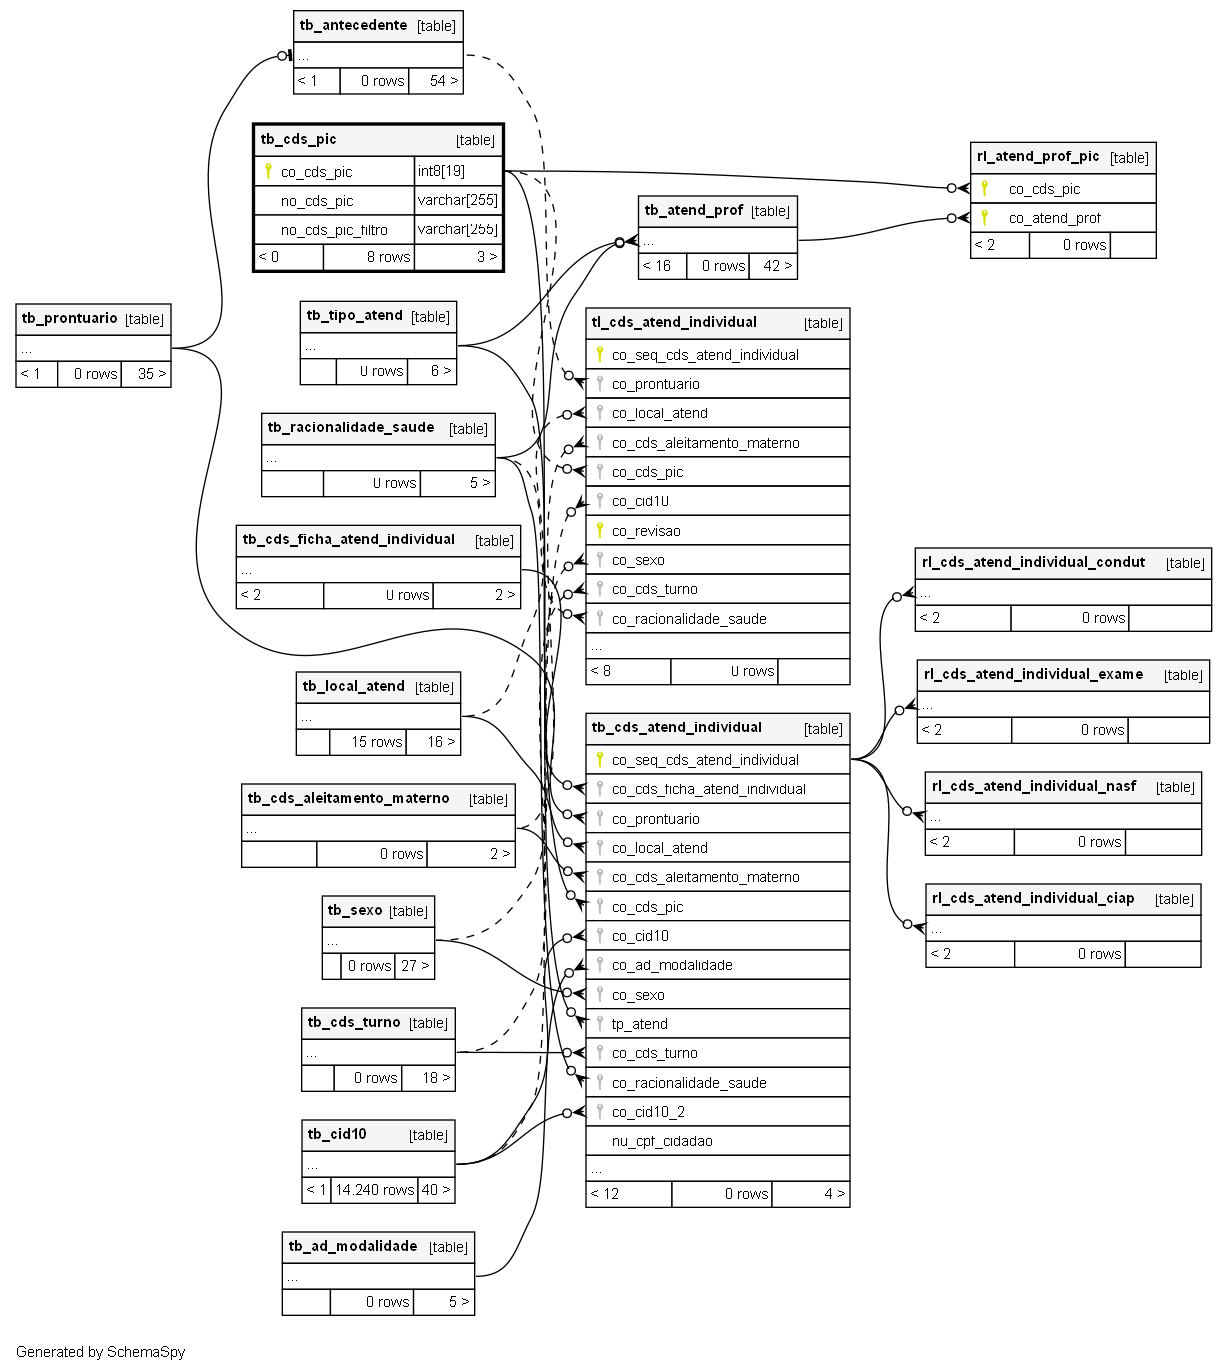 tb_antecedente [table]
...
< 1 0 rows 54 >
tb_cds_pic [table]
co_cds_pic int8[19]
no_cds_pic varchar[255]
no_cds_pic_filtro varchar[255]
< 0 8 rows 3 >
rl_atend_prof_pic [table]
co_cds_pic
co_atend_prof
< 2 0 rows
tb_atend_prof [table]
...
< 16 0 rows 42 >
tb_prontuario [table]
...
< 1 0 rows 35 >
tb_tipo_atend [table]
...
0 rows 6 >
tb_racionalidade_saude [table]
...
0 rows 5 >
tb_cds_ficha_atend_individual [table]
...
< 2 0 rows 2 >
tl_cds_atend_individual [table]
co_seq_cds_atend_individual
co_prontuario
co_local_atend
co_cds_aleitamento_materno
co_cds_pic
co_cid10
co_revisao
co_sexo
co_cds_turno
co_racionalidade_saude
...
< 8 0 rows
tb_local_atend [table]
...
15 rows 16 >
tb_cds_aleitamento_materno [table]
...
0 rows 2 >
tb_sexo [table]
...
0 rows 27 >
tb_cds_turno [table]
...
0 rows 18 >
tb_cid10 [table]
...
< 1 14.240 rows 40 >
tb_ad_modalidade [table]
...
0 rows 5 >
tb_cds_atend_individual [table]
co_seq_cds_atend_individual
co_cds_ficha_atend_individual
co_prontuario
co_local_atend
co_cds_aleitamento_materno
co_cds_pic
co_cid10
co_ad_modalidade
co_sexo
tp_atend
co_cds_turno
co_racionalidade_saude
co_cid10_2
nu_cpf_cidadao
...
< 12 0 rows 4 >
rl_cds_atend_individual_condut [table]
...
< 2 0 rows
rl_cds_atend_individual_exame [table]
...
< 2 0 rows
rl_cds_atend_individual_nasf [table]
...
< 2 0 rows
rl_cds_atend_individual_ciap [table]
...
< 2 0 rows
Generated by SchemaSpy